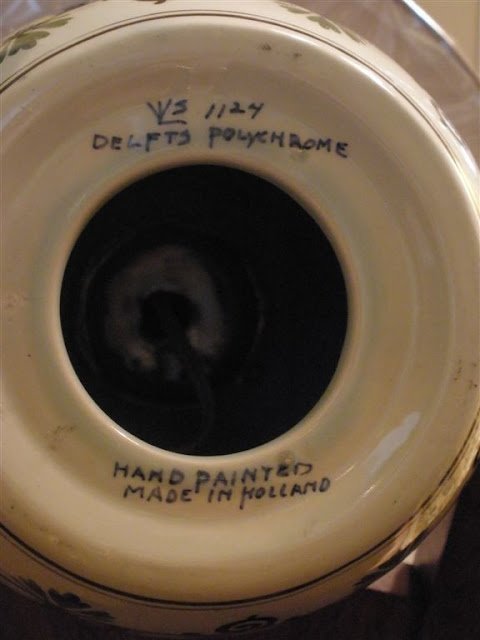 VS 1124
DELFTS POLYCHROME
HAND PAINTED
MADE IN HOLLAND